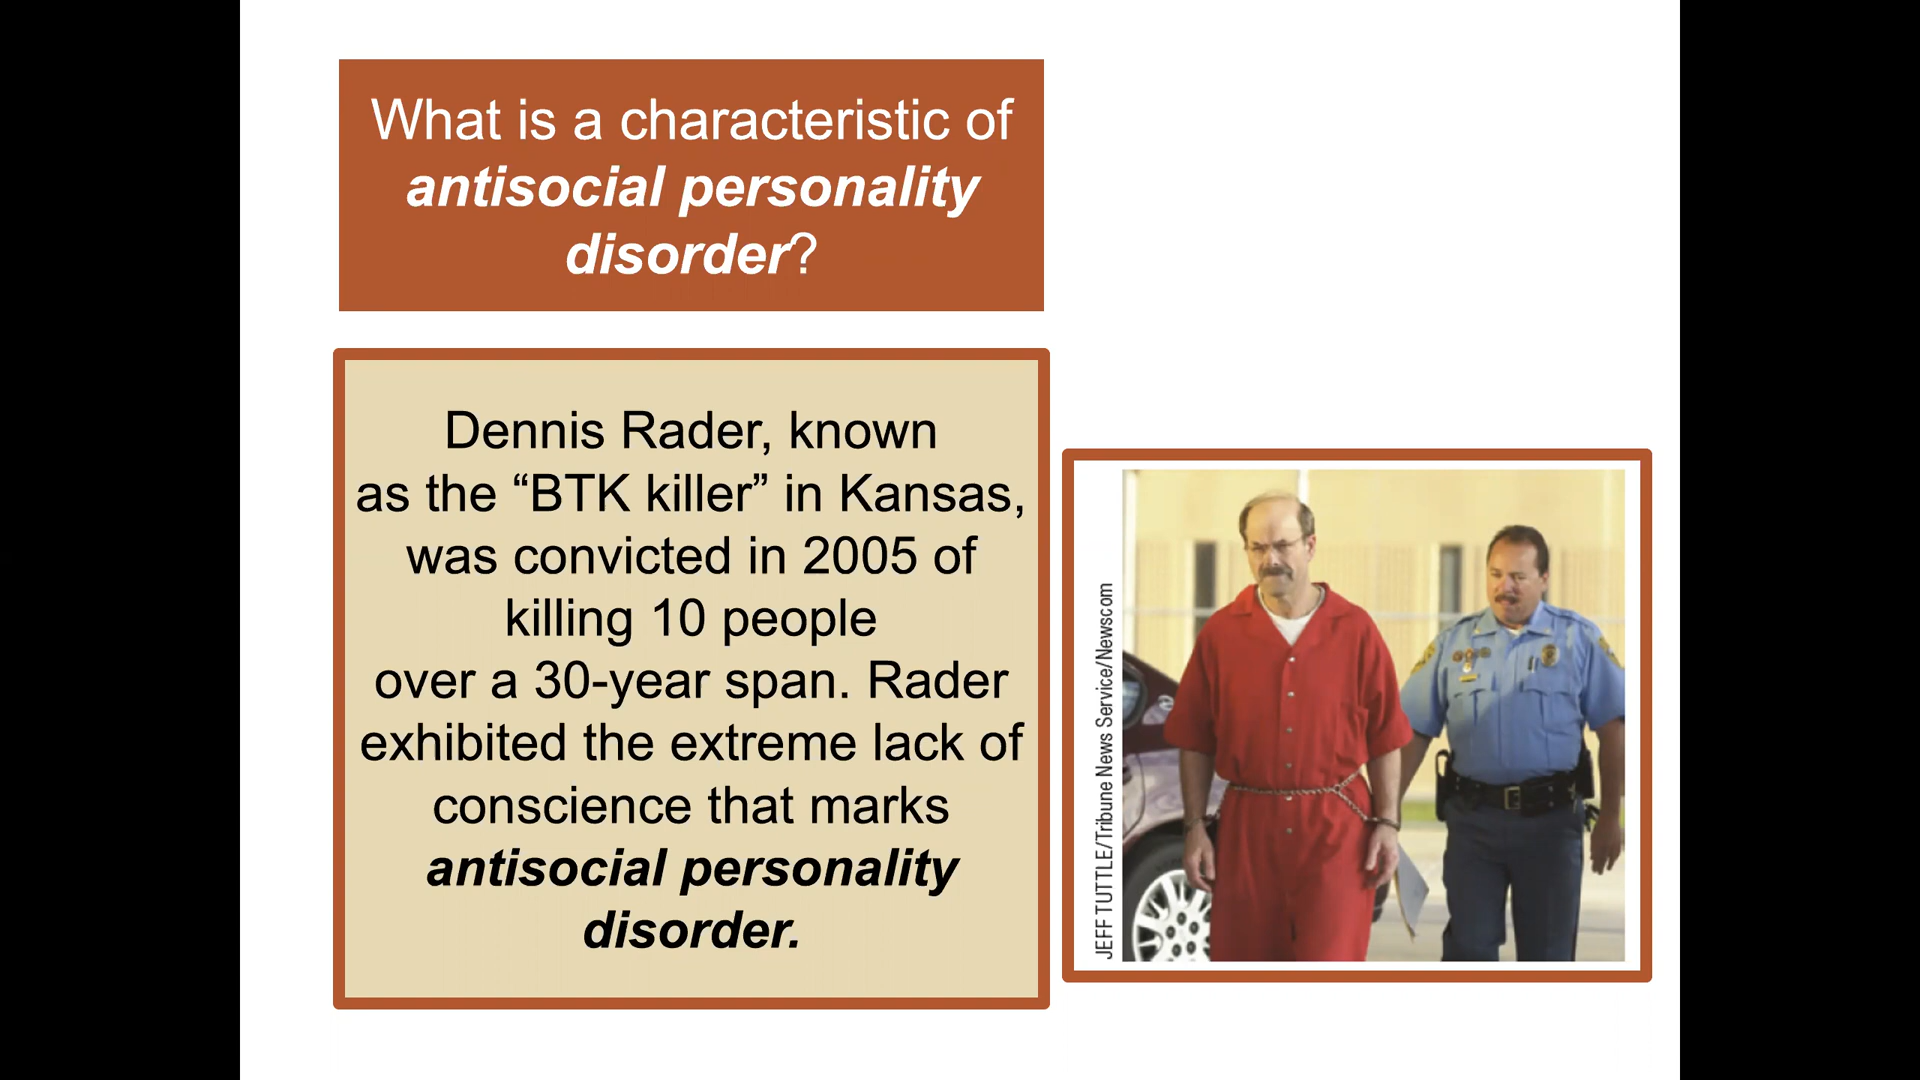 What is a characteristic of
antisocial personality
disorder?
Dennis Rader, known
as the “BTK killer” in Kansas,
was convicted in 2005 of
killing 10 people
over a 30-year span. Rader
exhibited the extreme lack of
conscience that marks
antisocial personality
disorder.
JEFF TUTTLE/Tribune News Service/Newscom